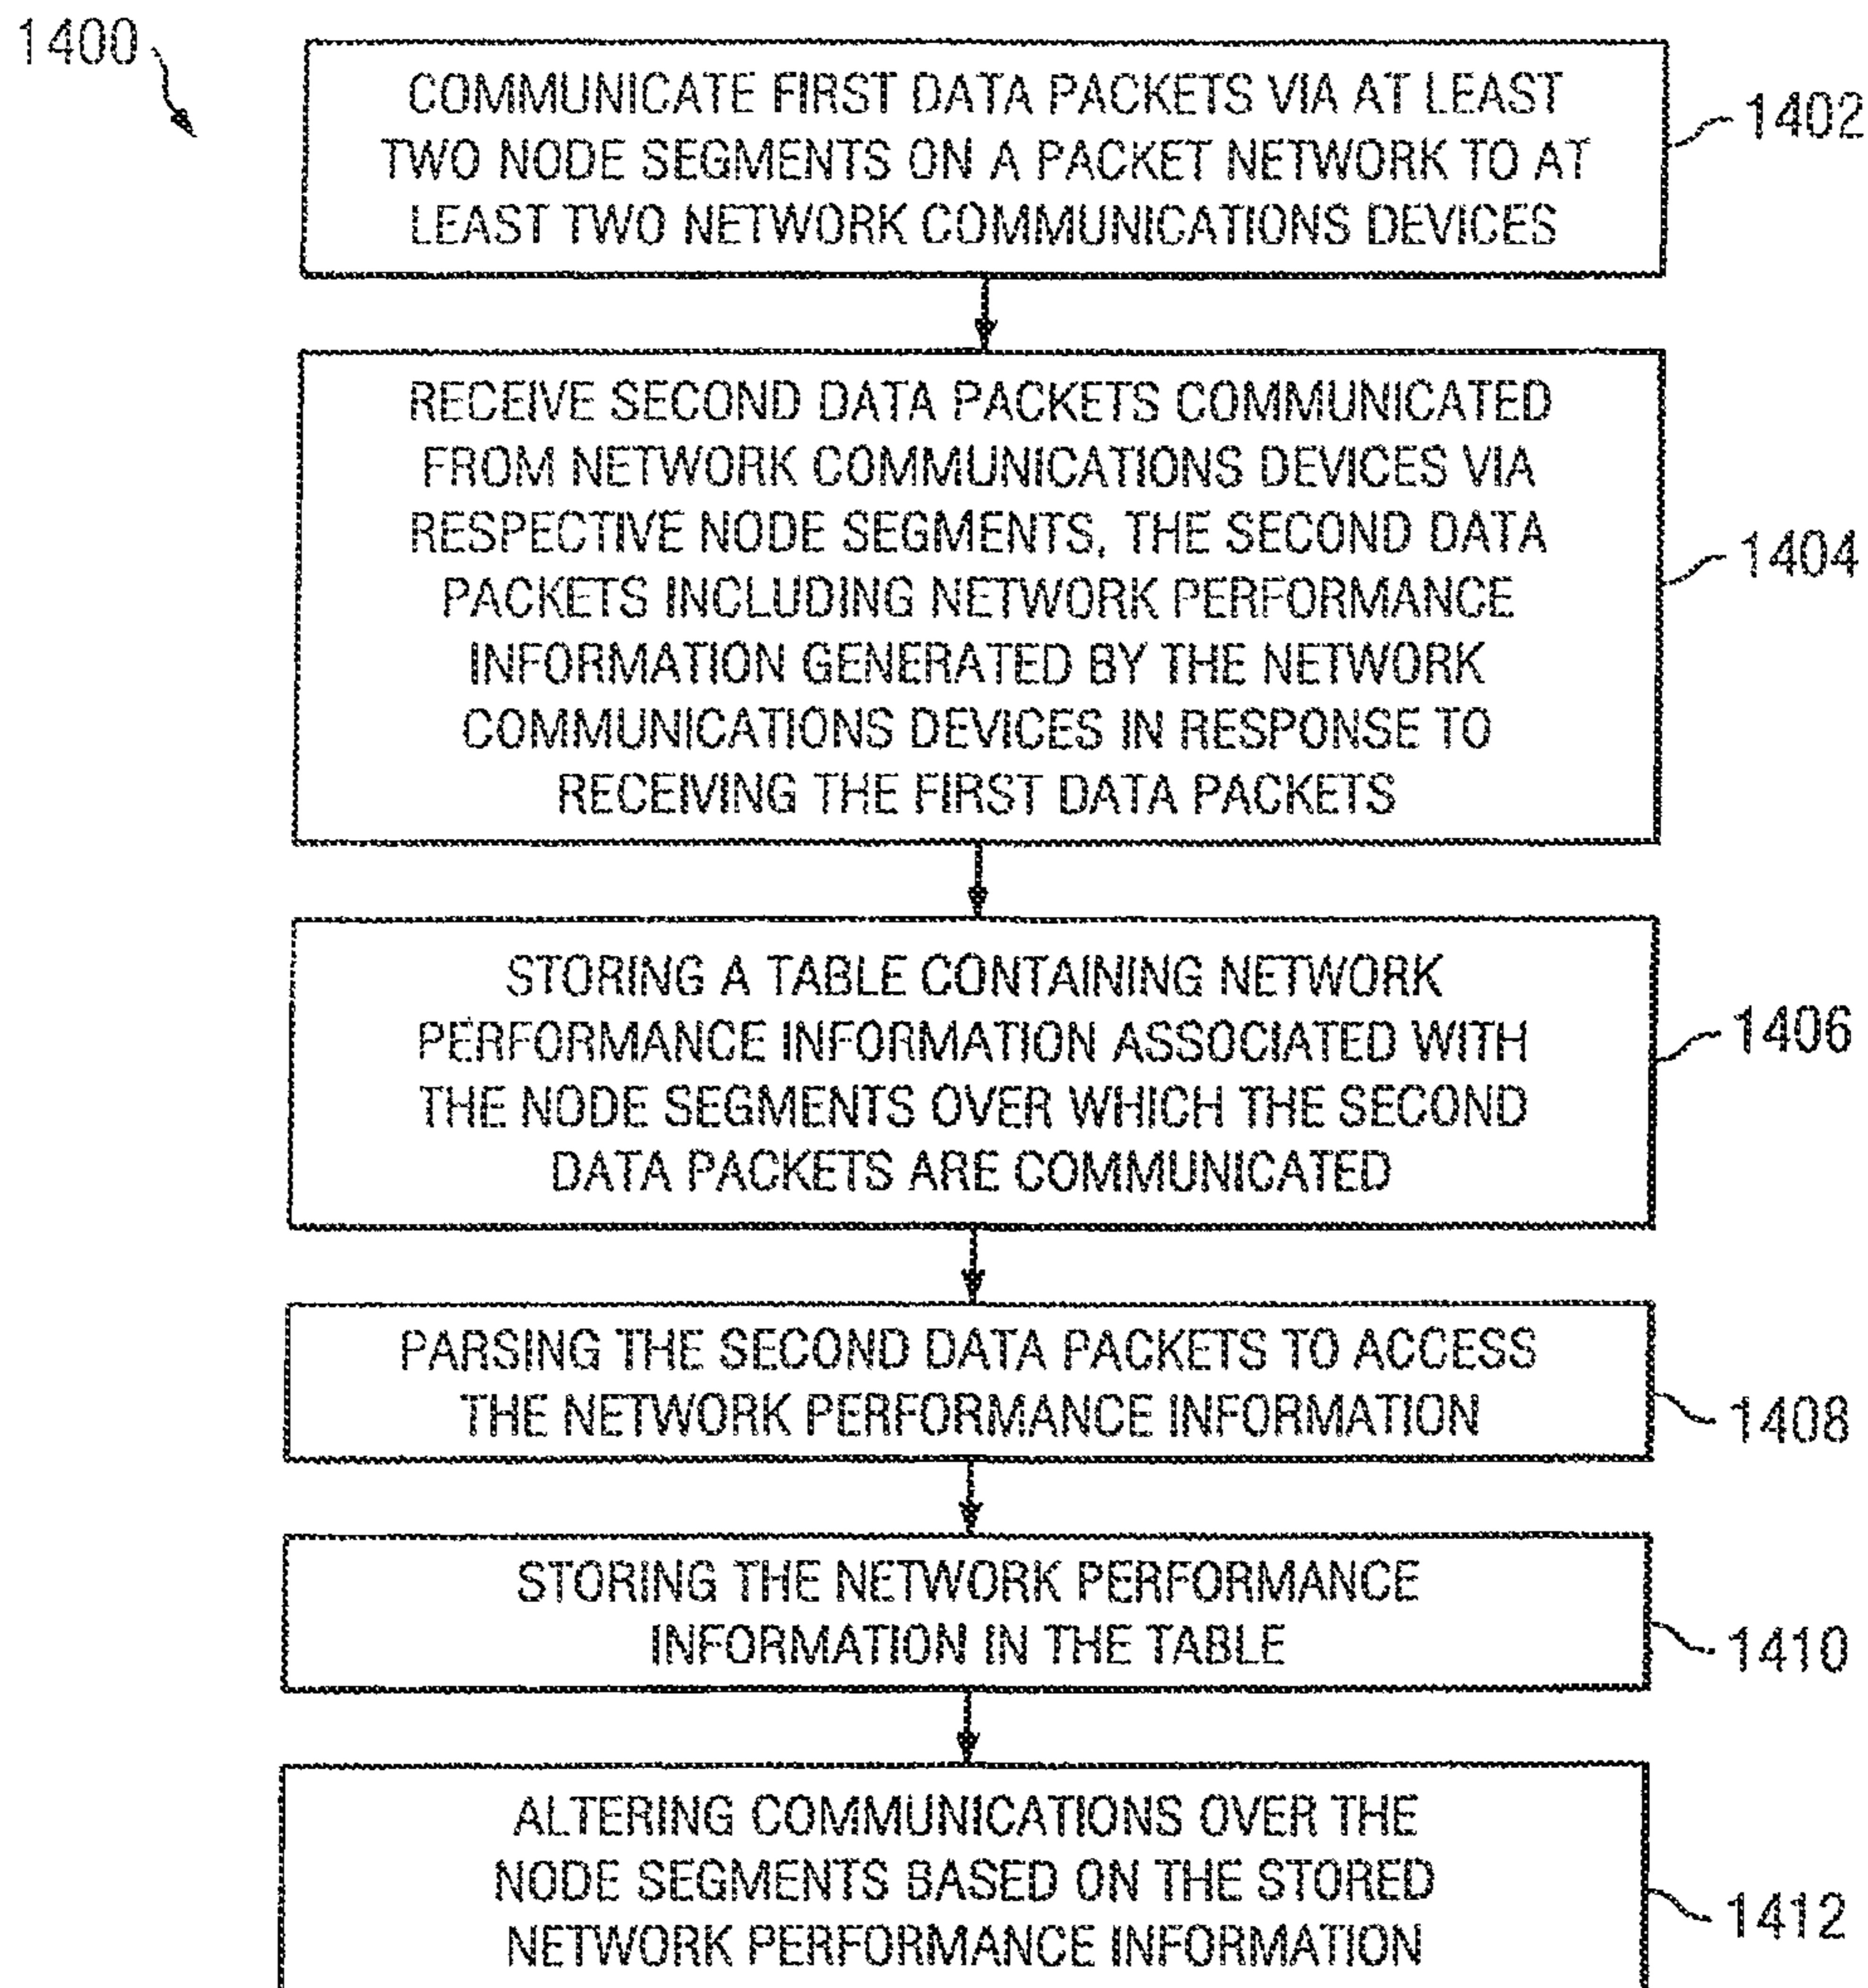 1400
COMMUNICATE FIRST DATA PACKETS VIA AT LEAST
TWO NODE SEGMENTS ON A PACKET NETWORK TO AT
LEAST TWO NETWORK COMMUNICATIONS DEVICES
1402
RECEIVE SECOND DATA PACKETS COMMUNICATED
FROM NETWORK COMMUNICATIONS DEVICES VIA
RESPECTIVE NODE SEGMENTS, THE SECOND DATA
PACKETS INCLUDING NETWORK PERFORMANCE
INFORMATION GENERATED BY THE NETWORK
COMMUNICATIONS DEVICES IN RESPONSE TO
RECEIVING THE FIRST DATA PACKETS
1404
STORING A TABLE CONTAINING NETWORK
PERFORMANCE INFORMATION ASSOCIATED WITH
THE NODE SEGMENTS OVER WHICH THE SECOND
DATA PACKETS ARE COMMUNICATED
1406
PARSING THE SECOND DATA PACKETS TO ACCESS
THE NETWORK PERFORMANCE INFORMATION
1408
STORING THE NETWORK PERFORMANCE
INFORMATION IN THE TABLE
1410
ALTERING COMMUNICATIONS OVER THE
NODE SEGMENTS BASED ON THE STORED
NETWORK PERFORMANCE INFORMATION
1412